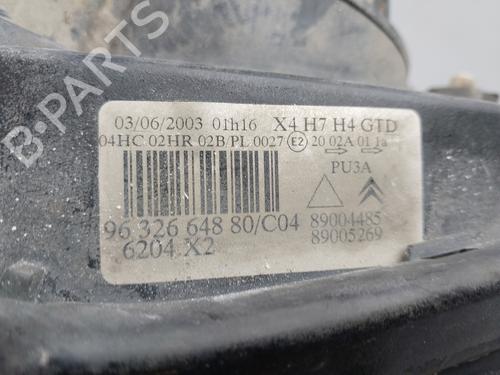 B-PARTS
03/06/2003 01h16 X4 H7 H4 GTD
04HC 02HR 02B/PL 0027 E2 20 02A 01 1a
PU3A
96 326 648 80/C04 89004485
6204 X2 89005269